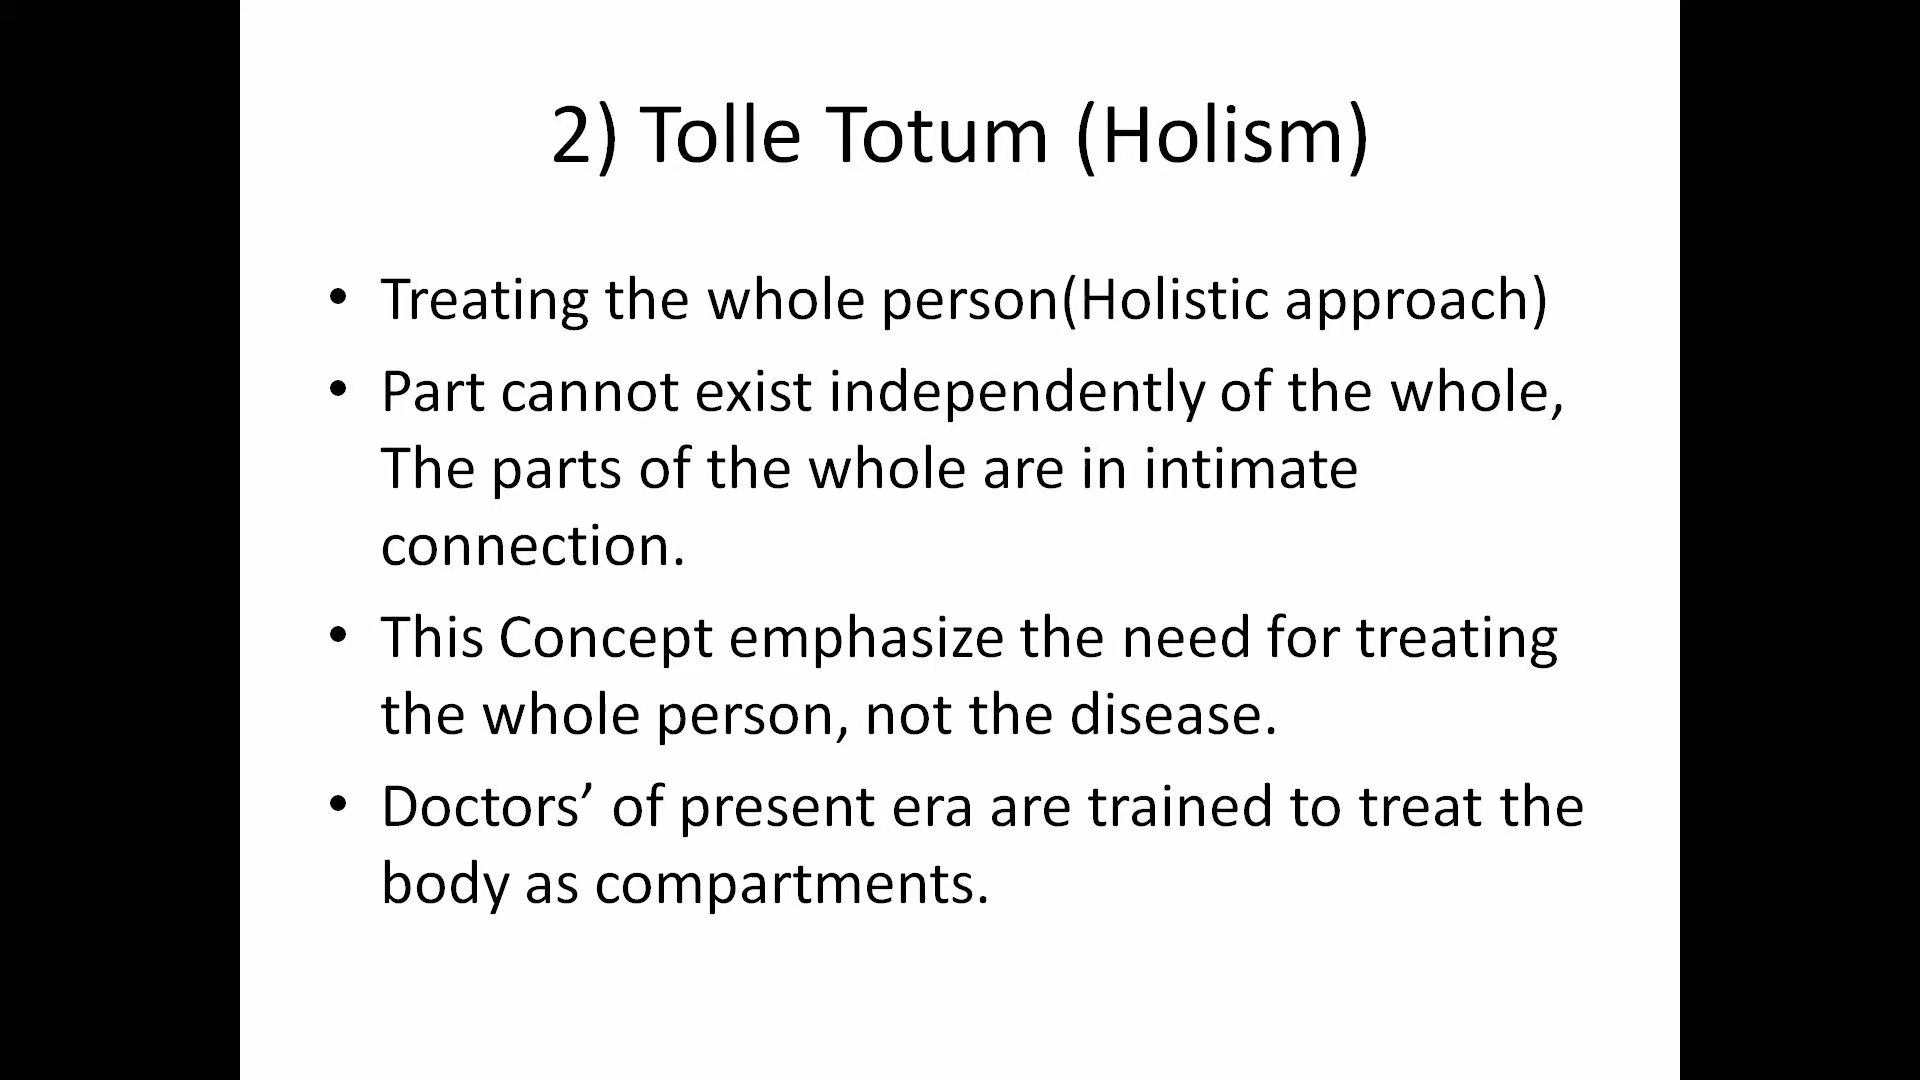 2) Tolle Totum (Holism)
• Treating the whole person(Holistic approach)
• Part cannot exist independently of the whole,
The parts of the whole are in intimate
connection.
• This Concept emphasize the need for treating
the whole person, not the disease.
• Doctors’ of present era are trained to treat the
body as compartments.